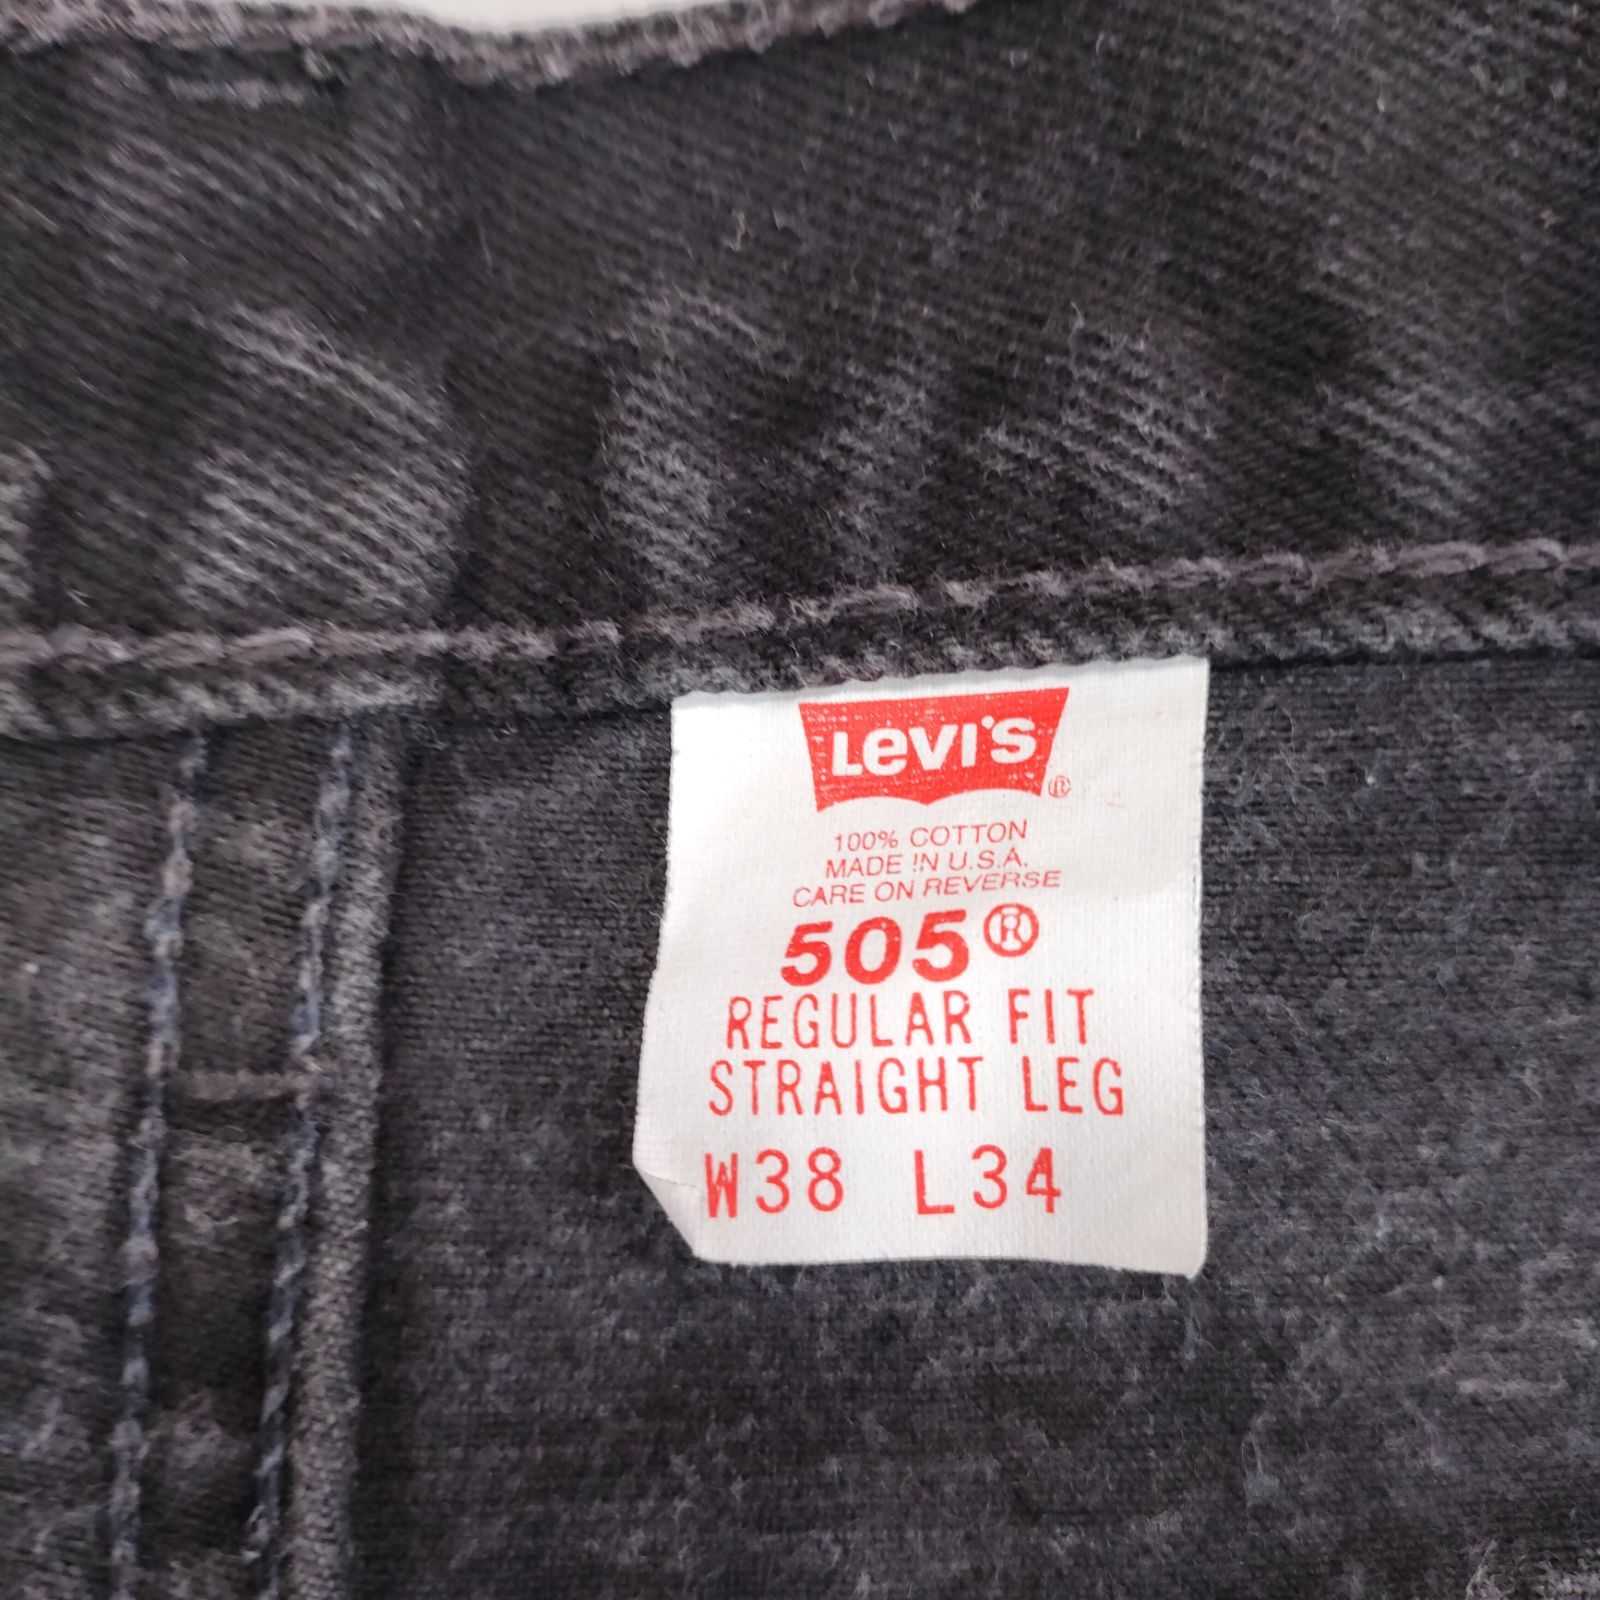 Levi's ®
100% COTTON
MADE IN U.S.A.
CARE ON REVERSE
505®
REGULAR FIT
STRAIGHT LEG
W38 L34